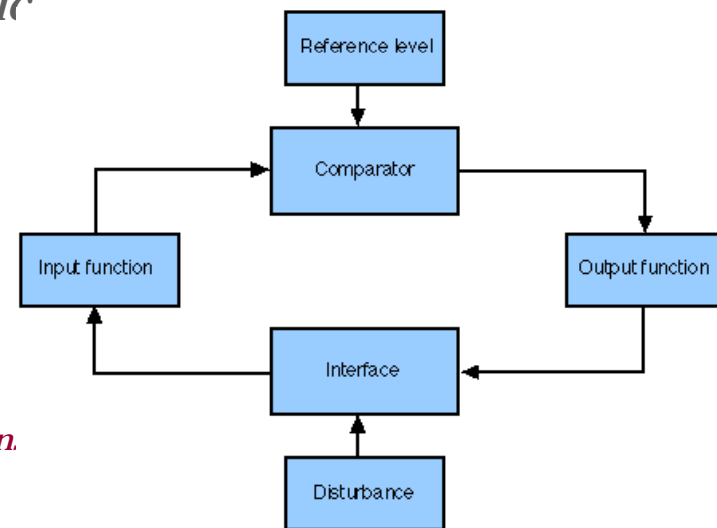 Reference level
Comparator
Input function
Output function
Interface
Disturbance